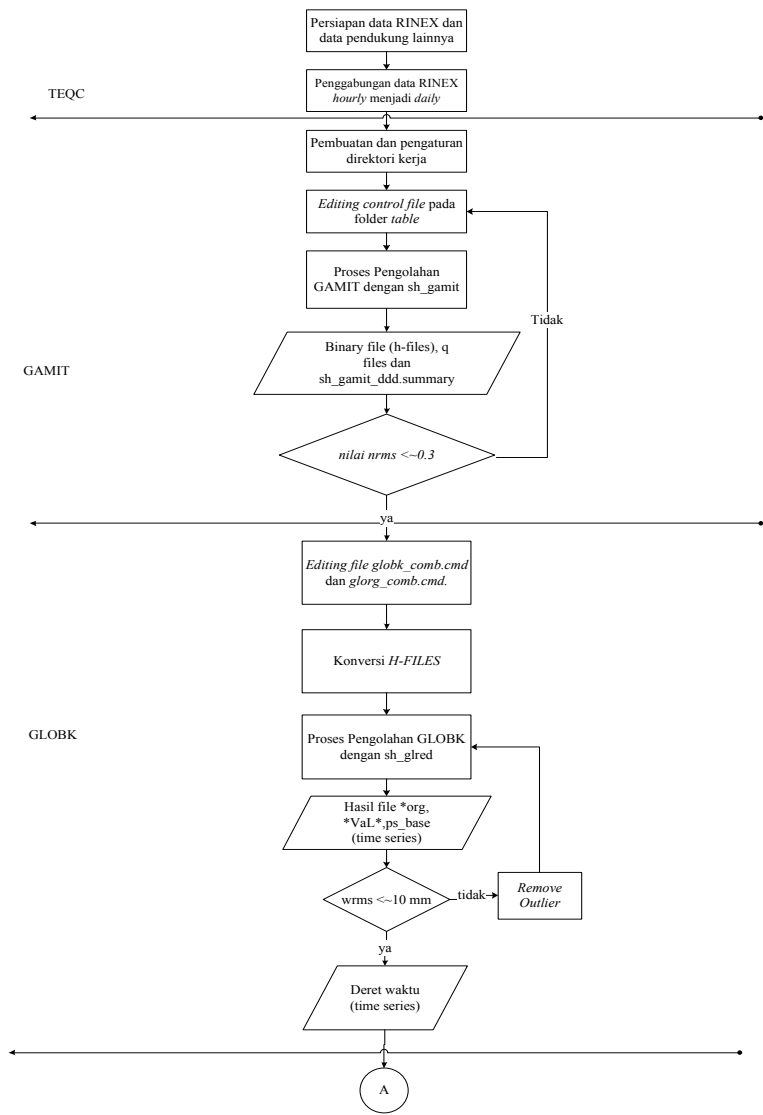 Persiapan data RINEX dan
data pendukung lainnya
TEQC
Penggabungan data RINEX
hourly menjadi daily
Pembuatan dan pengaturan
direktori kerja
Editing control file pada
folder table
Proses Pengolahan
GAMIT dengan sh_gamit
Tidak
GAMIT
Binary file (h-files), q
files dan
sh_gamit_ddd.summary
nilai nrms <~0.3
ya
Editing file globk_comb.cmd
dan glorg_comb.cmd.
Konversi H-FILES
GLOBK
Proses Pengolahan GLOBK
dengan sh_glred
Hasil file *org,
*VaL*,ps_base
(time series)
wrms <~10 mm
tidak
Remove
Outlier
ya
Deret waktu
(time series)
A